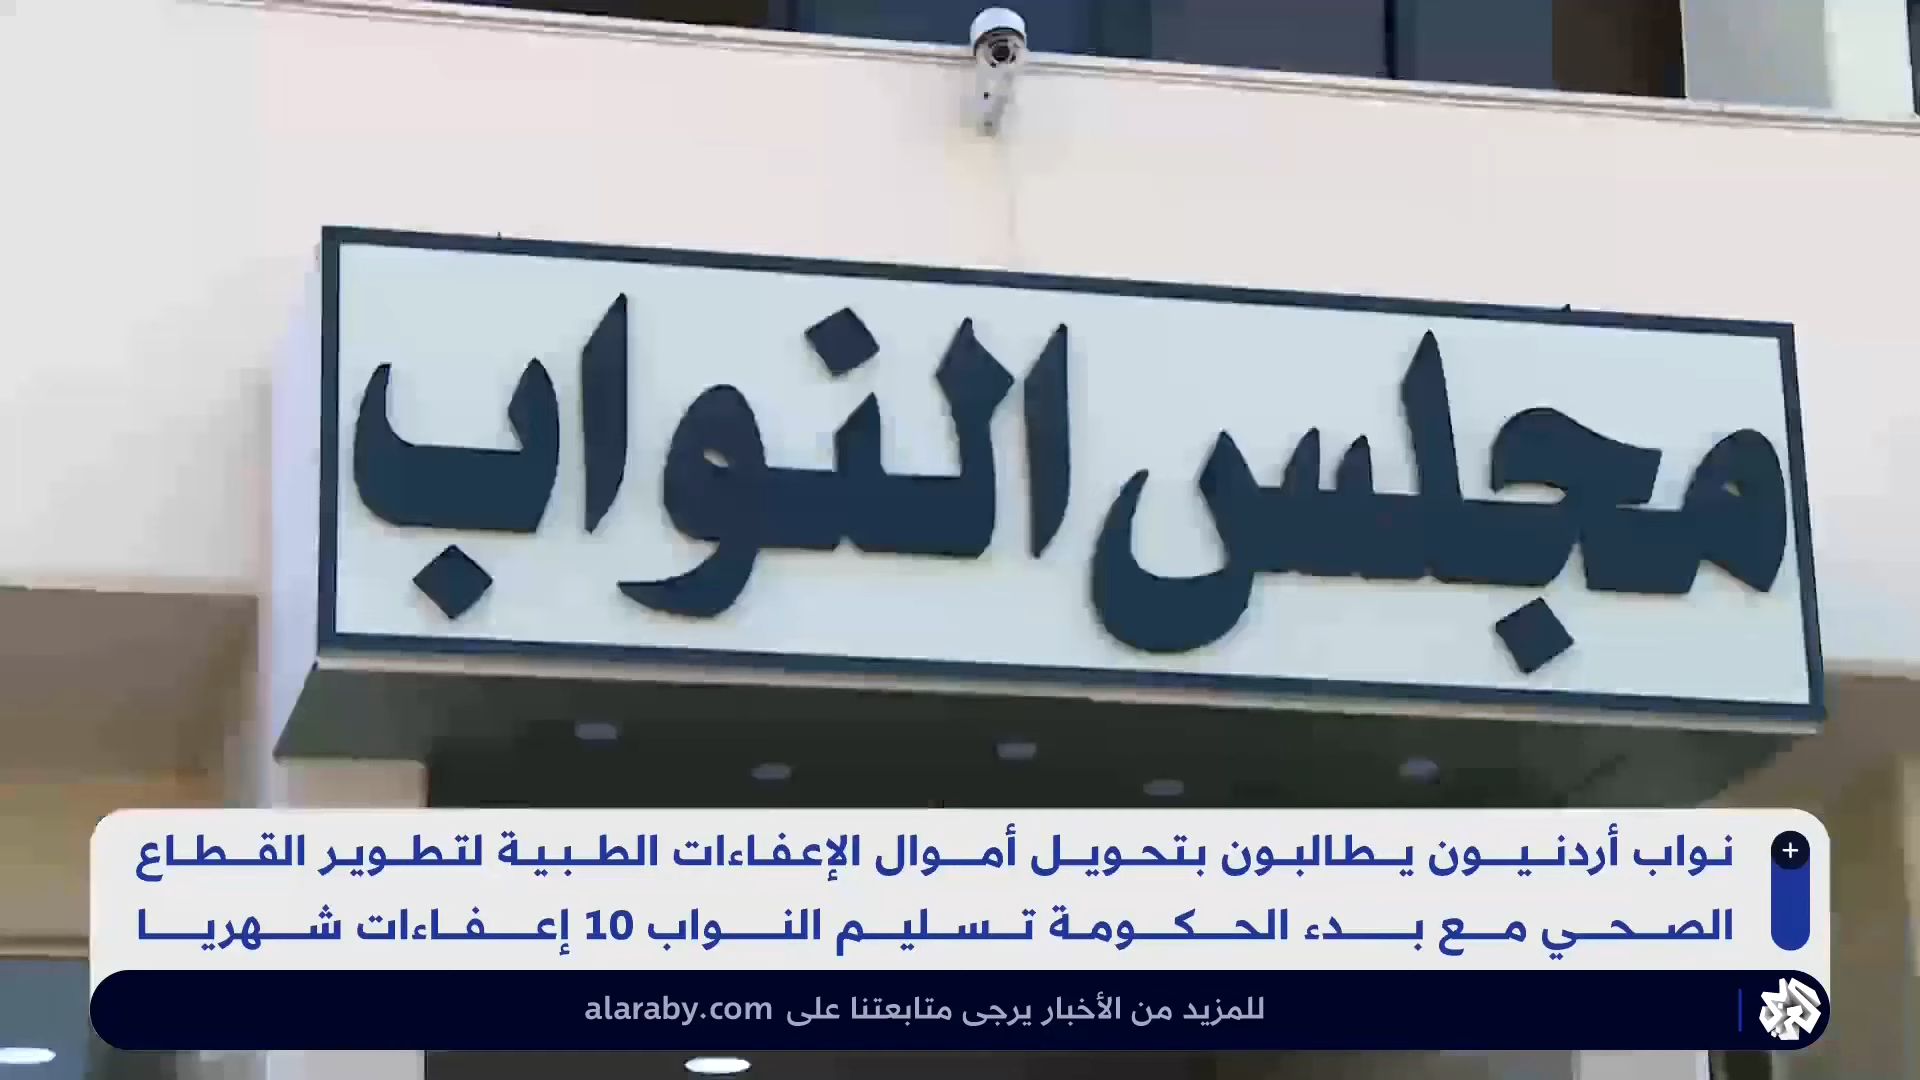 مجلس النواب
نواب أردنيون يطالبون بتحويل أموال الإعفاءات الطبية لتطوير القطاع
الصحي مع بدء الحكومة تسليم النواب 10 إعفاءات شهريا
للمزيد من الأخبار يرجى متابعتنا على alaraby.com